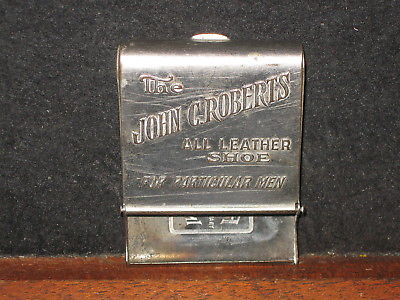 The
JOHN C. ROBERTS
ALL LEATHER
SHOE
FOR PARTICULAR MEN